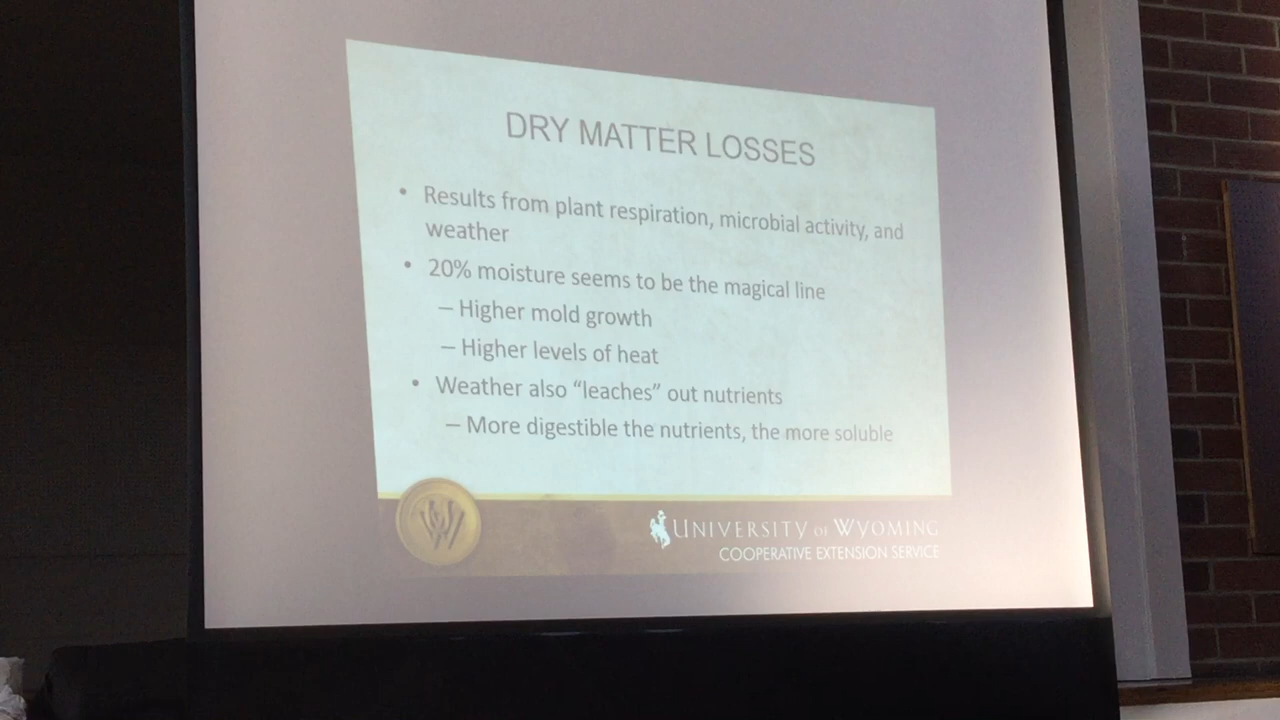 DRY MATTER LOSSES
• Results from plant respiration, microbial activity, and
weather
• 20% moisture seems to be the magical line
– Higher mold growth
– Higher levels of heat
• Weather also “leaches” out nutrients
– More digestible the nutrients, the more soluble
W
UNIVERSITY OF WYOMING
COOPERATIVE EXTENSION SERVICE